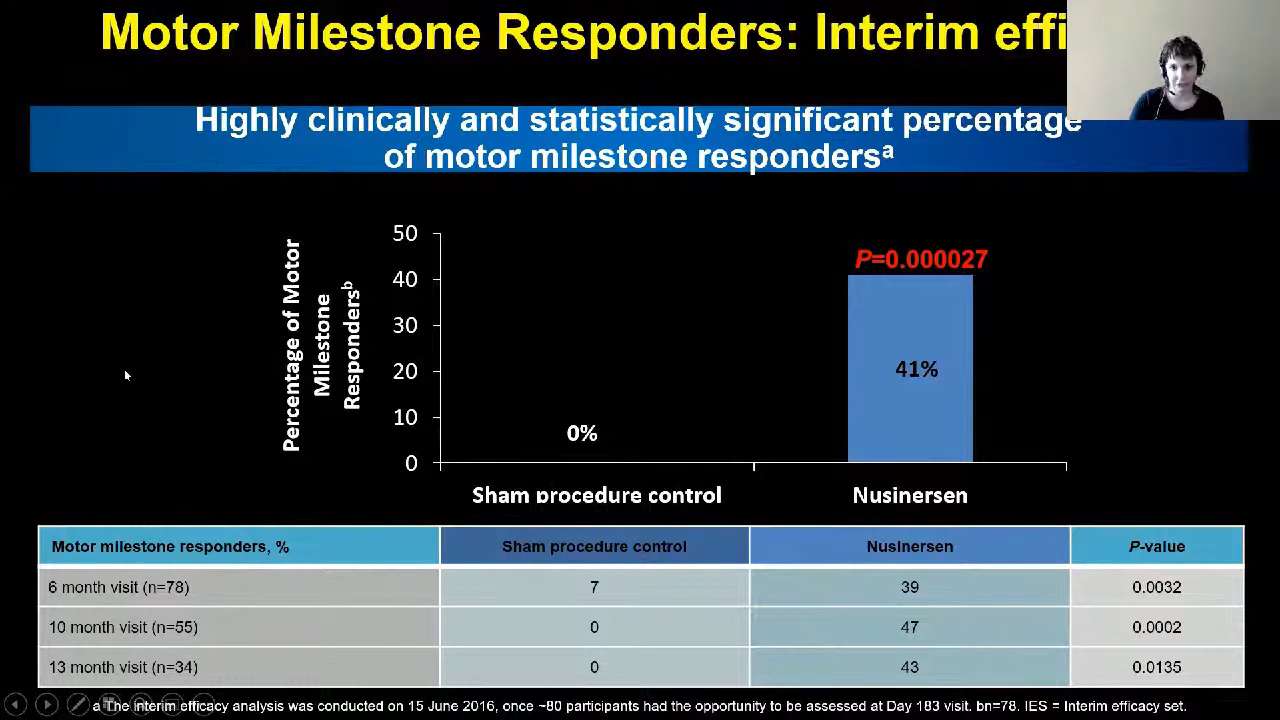 Motor Milestone Responders: Interim effi
Highly clinically and statistically significant percentage
of motor milestone respondersᵃ
Percentage of Motor
Milestone
Respondersᵇ
50
40
30
20
10
0
0%
P=0.000027
41%
Sham procedure control
Nusinersen
Motor milestone responders, % Sham procedure control Nusinersen P-value
6 month visit (n=78) 7 39 0.0032
10 month visit (n=55) 0 47 0.0002
13 month visit (n=34) 0 43 0.0135
a The interim efficacy analysis was conducted on 15 June 2016, once ~80 participants had the opportunity to be assessed at Day 183 visit. bn=78. IES = Interim efficacy set.